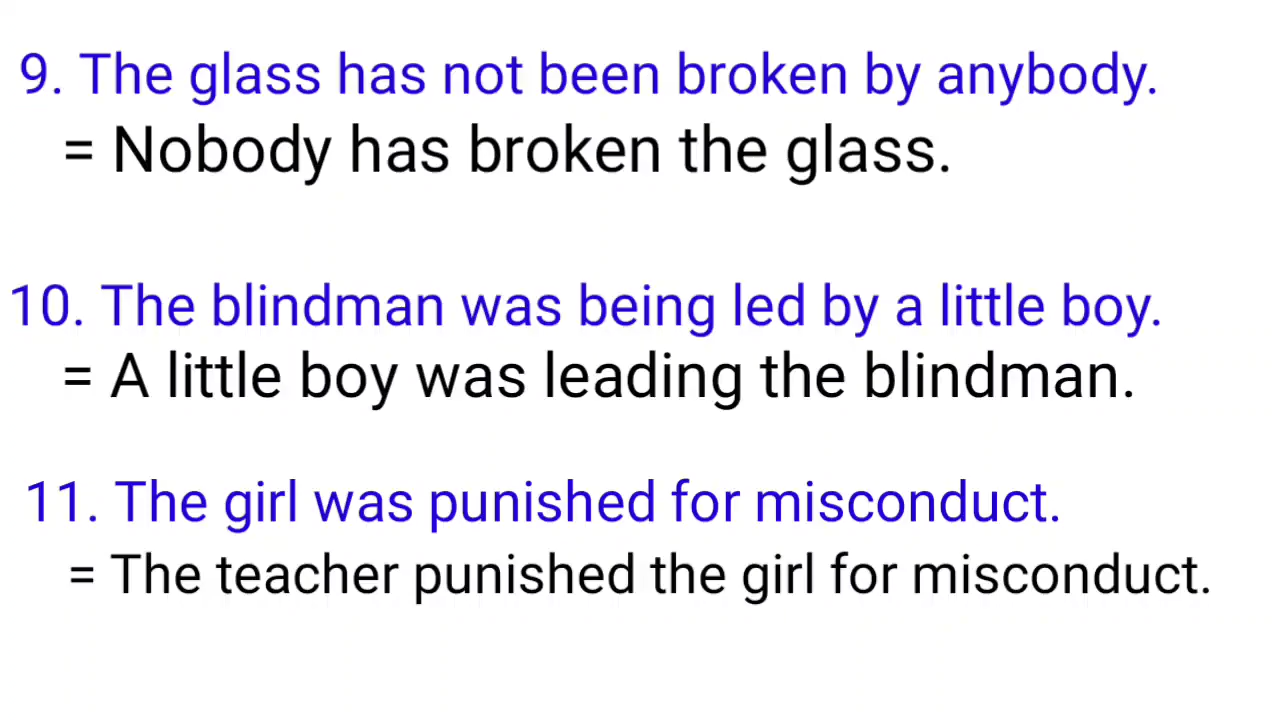 9. The glass has not been broken by anybody.
= Nobody has broken the glass.
10. The blindman was being led by a little boy.
= A little boy was leading the blindman.
11. The girl was punished for misconduct.
= The teacher punished the girl for misconduct.